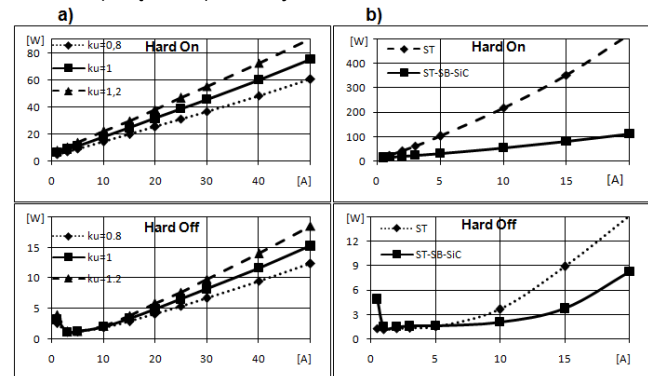 a)
b)
[W]
Hard On
ku=0,8
ku=1
ku=1,2
80
60
40
20
0
0
10
20
30
40
[A]
[W]
Hard On
ST
ST-SB-SiC
400
300
200
100
0
0
5
10
15
[A]
[W]
Hard Off
ku=0.8
ku=1
ku=1.2
15
10
5
0
0
10
20
30
40
[A]
[W]
Hard Off
ST
ST-SB-SiC
12
9
6
3
0
0
5
10
15
[A]